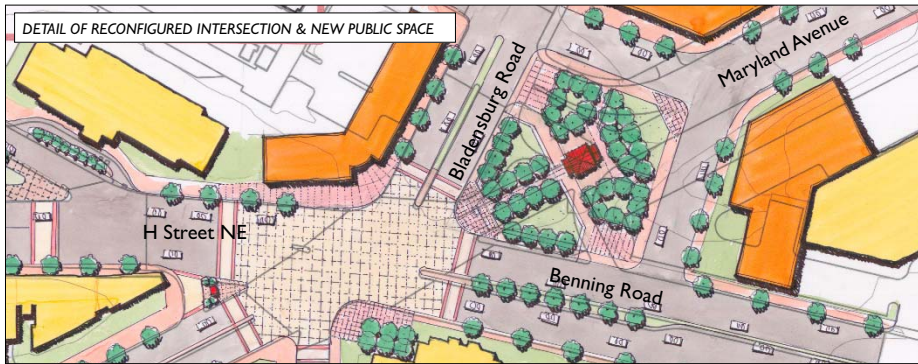 DETAIL OF RECONFIGURED INTERSECTION & NEW PUBLIC SPACE
Bladensburg Road
Maryland Avenue
H Street NE
Benning Road